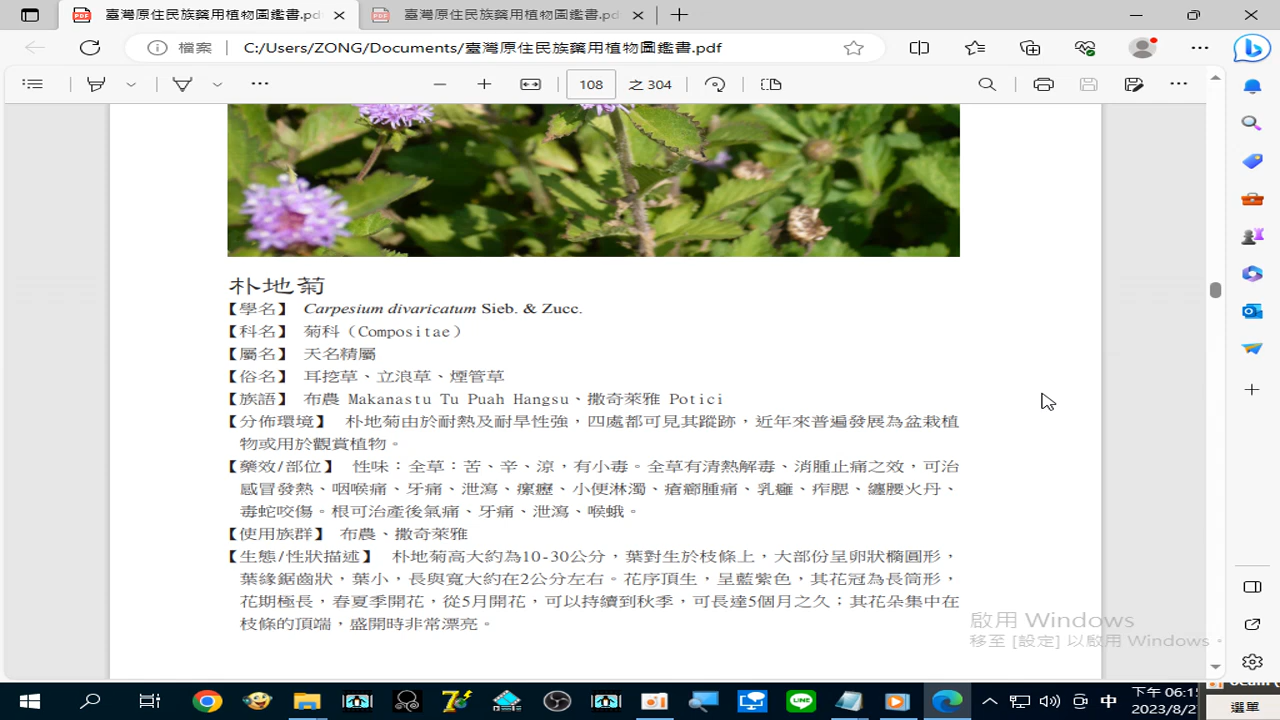 臺灣原住民族藥用植物圖鑑書.pdf
臺灣原住民族藥用植物圖鑑書.pdf
檔案 C:/Users/ZONG/Documents/臺灣原住民族藥用植物圖鑑書.pdf
108 之 304
朴地菊
【學名】 Carpesium divaricatum Sieb. & Zucc.
【科名】 菊科（Compositae）
【屬名】 天名精屬
【俗名】 耳挖草、立浪草、煙管草
【族語】 布農 Makanastu Tu Puah Hangsu、撒奇萊雅 Potici
【分佈環境】 朴地菊由於耐熱及耐旱性強，四處都可見其蹤跡，近年來普遍發展為盆栽植
物或用於觀賞植物。
【藥效/部位】 性味：全草：苦、辛、涼，有小毒。全草有清熱解毒、消腫止痛之效，可治
感冒發熱、咽喉痛、牙痛、泄瀉、瘰癧、小便淋濁、瘡癤腫痛、乳癰、痄腮、纏腰火丹、
毒蛇咬傷。根可治產後氣痛、牙痛、泄瀉、喉蛾。
【使用族群】 布農、撒奇萊雅
【生態/性狀描述】 朴地菊高大約為10-30公分，葉對生於枝條上，大部份呈卵狀橢圓形，
葉緣鋸齒狀，葉小，長與寬大約在2公分左右。花序頂生，呈藍紫色，其花冠為長筒形，
花期極長，春夏季開花，從5月開花，可以持續到秋季，可長達5個月之久；其花朵集中在
枝條的頂端，盛開時非常漂亮。
啟用 Windows
移至 [設定] 以啟用 Windows。
中
下午 06:15
2023/8/2
選單